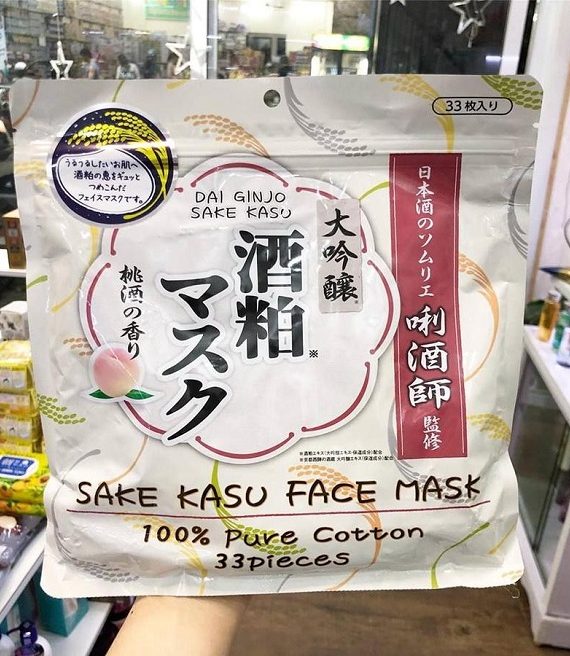 33枚入り
うるつるしたいお肌へ
酒粕の恵をギュッと
つめこんだ
フェイスマスクです。
DAI GINJO
SAKE KASU
大吟醸
酒粕
マスク
※
桃酒の香り
日本酒のソムリエ
唎酒師
監修
SAKE KASU FACE MASK
100% Pure Cotton
33pieces